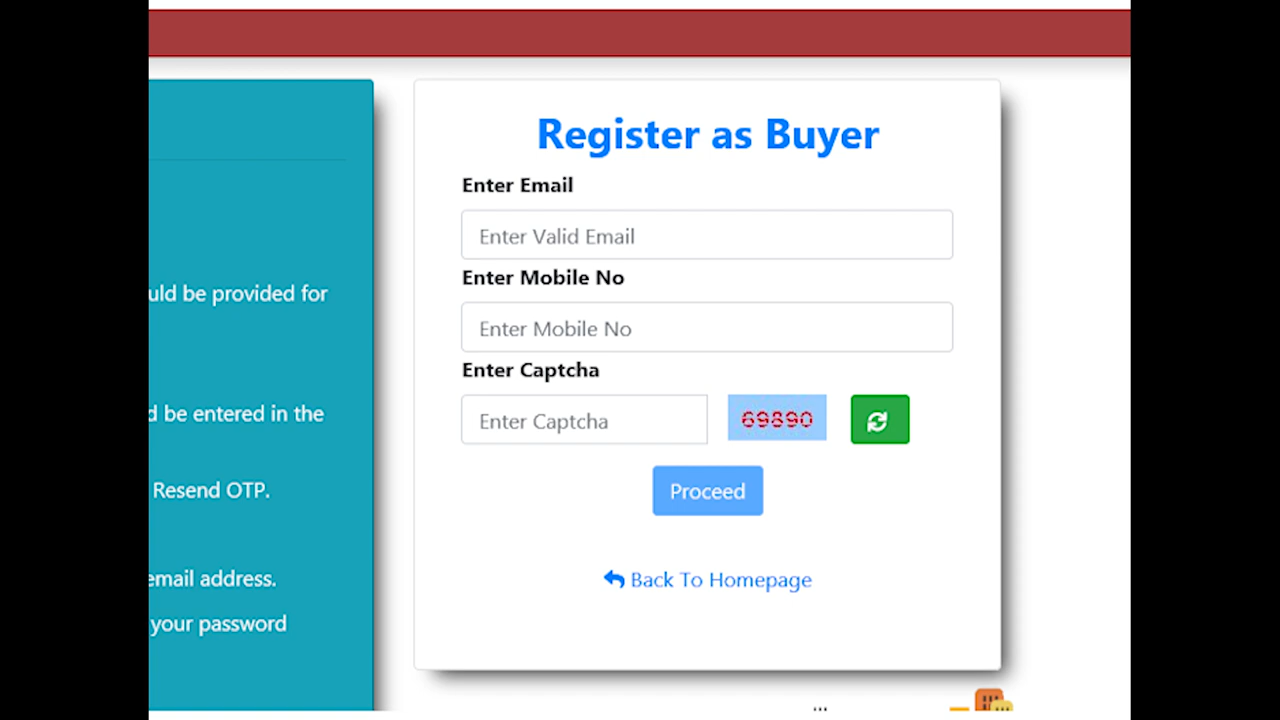 uld be provided for
d be entered in the
Resend OTP.
email address.
your password
Register as Buyer
Enter Email
Enter Valid Email
Enter Mobile No
Enter Mobile No
Enter Captcha
Enter Captcha
69890
Proceed
Back To Homepage